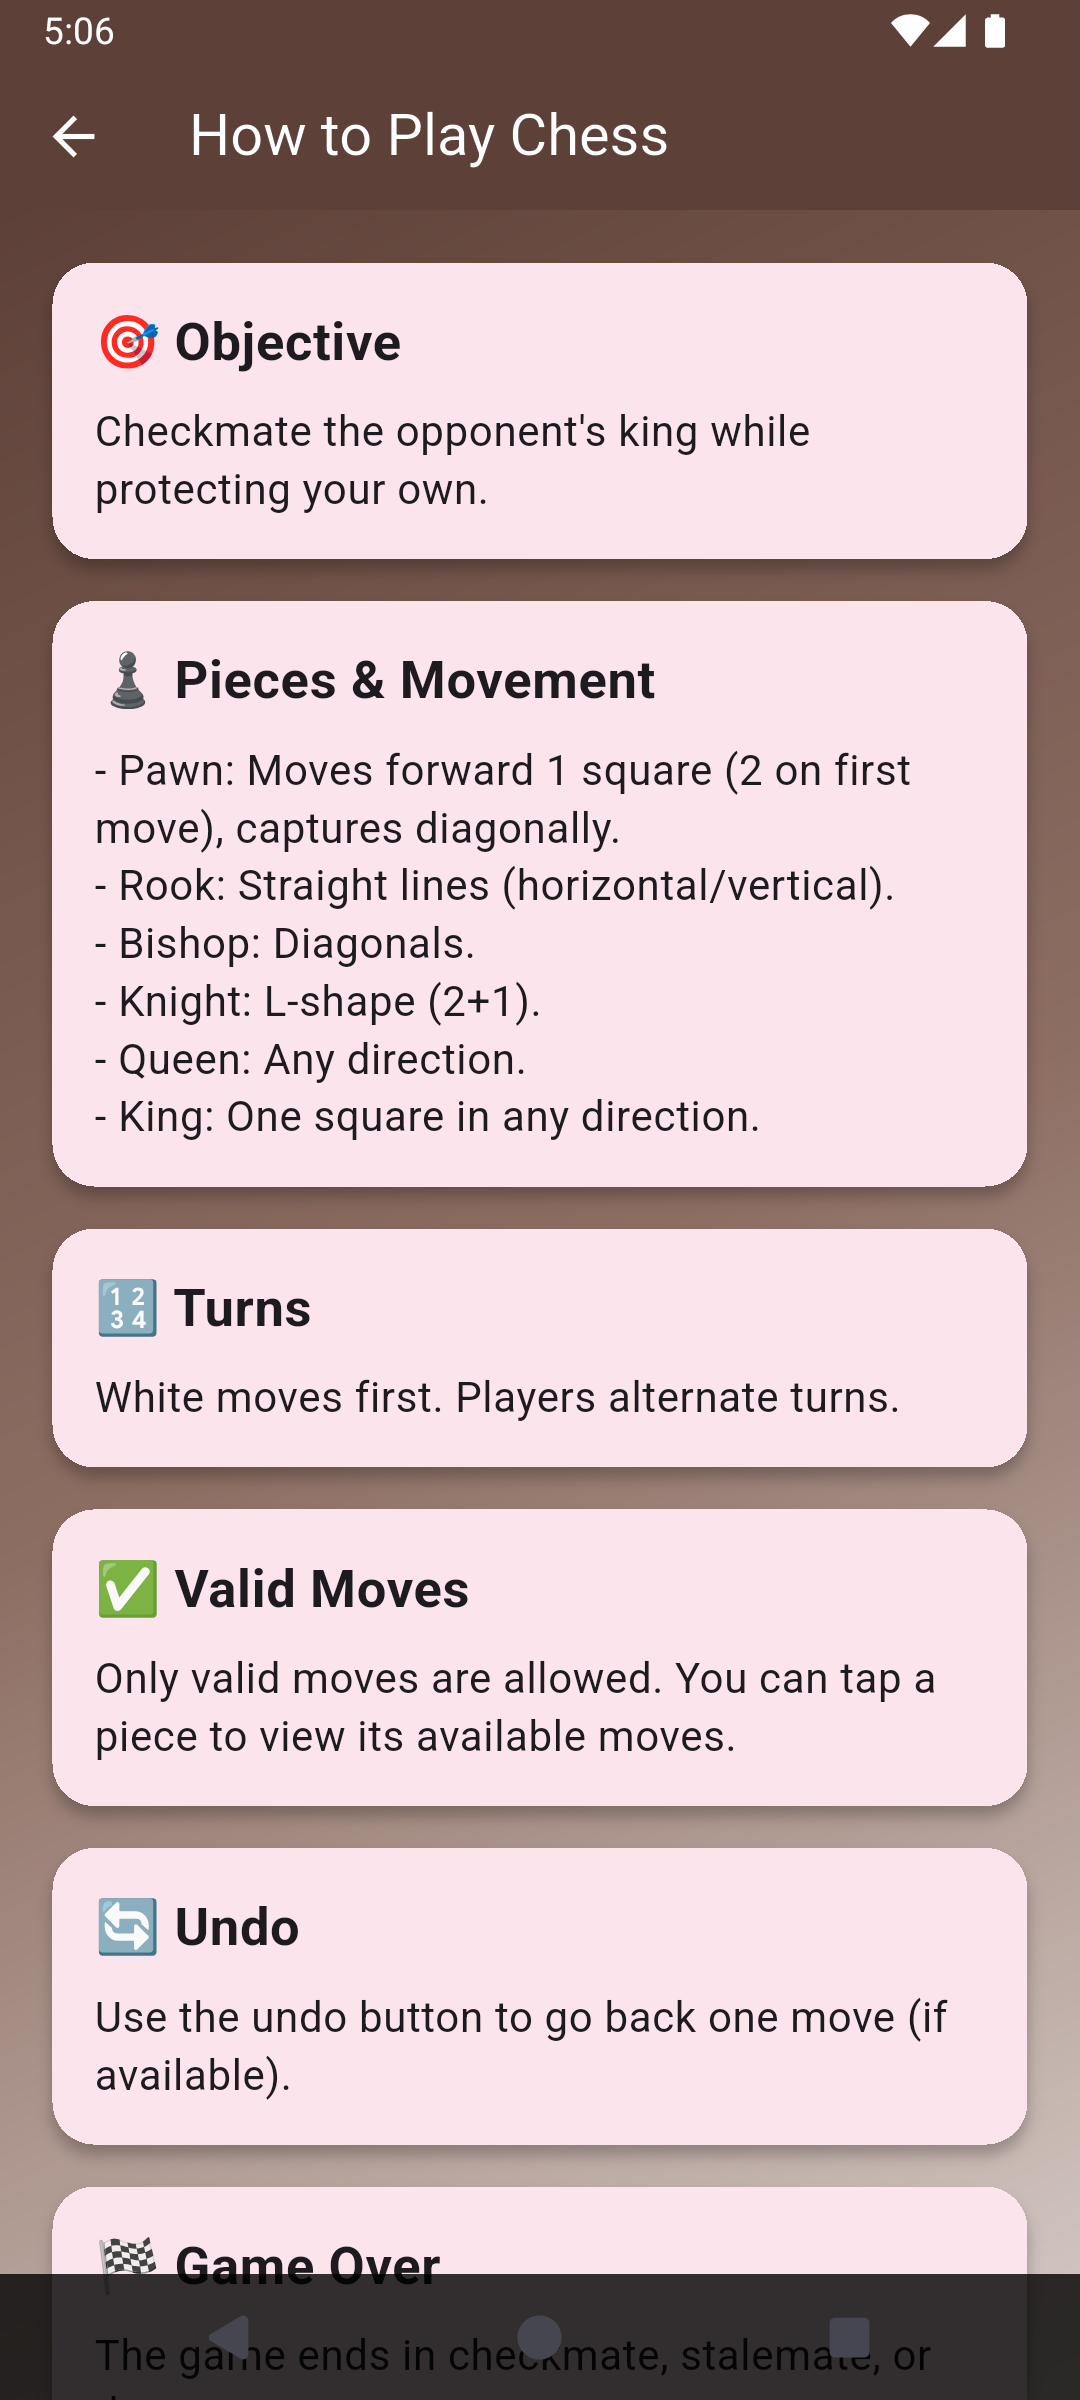 5:06
How to Play Chess
🎯 Objective
Checkmate the opponent's king while
protecting your own.
♟️ Pieces & Movement
- Pawn: Moves forward 1 square (2 on first
move), captures diagonally.
- Rook: Straight lines (horizontal/vertical).
- Bishop: Diagonals.
- Knight: L-shape (2+1).
- Queen: Any direction.
- King: One square in any direction.
🔢 Turns
White moves first. Players alternate turns.
✅ Valid Moves
Only valid moves are allowed. You can tap a
piece to view its available moves.
🔄 Undo
Use the undo button to go back one move (if
available).
🏁 Game Over
The game ends in checkmate, stalemate, or